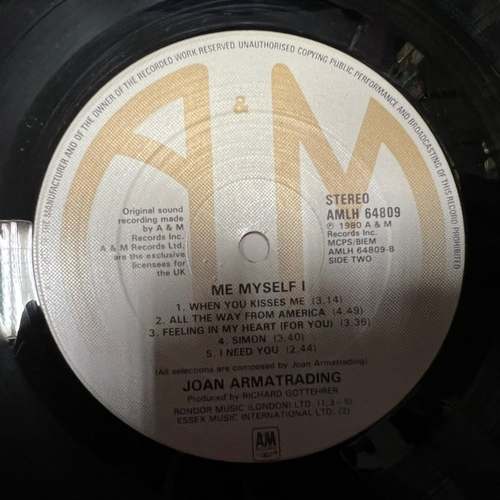 THE MANUFACTURER AND OF THE OWNER OF THE RECORDED WORK RESERVED. UNAUTHORISED COPYING PUBLIC PERFORMANCE AND BROADCASTING OF THIS RECORD PROHIBITED
A & M
Original sound
recording made
by A & M
Records Inc.
A & M Records Ltd.
are the exclusive
licensees for
the UK
STEREO
AMLH 64809
℗ 1980 A & M
Records Inc.
MCPS/BIEM
AMLH 64809-B
SIDE TWO
ME MYSELF I
1. WHEN YOU KISSES ME (3.14)
2. ALL THE WAY FROM AMERICA (4.49)
3. FEELING IN MY HEART (FOR YOU) (3.36)
4. SIMON (3.40)
5. I NEED YOU (2.44)
(All selections are composed by Joan Armatrading)
JOAN ARMATRADING
Produced by RICHARD GOTTEHRER
RONDOR MUSIC (LONDON) LTD. (1, 3-5)
ESSEX MUSIC INTERNATIONAL LTD. (2)
A&M